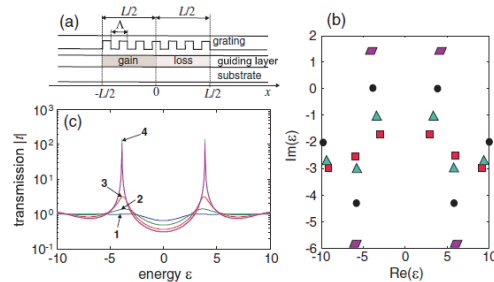 (a)
L/2
L/2
Λ
grating
gain
loss
guiding layer
substrate
-L/2
0
L/2
x
(c)
transmission |t|
10³
10²
10¹
10⁰
10⁻¹
4
3
2
1
-10
-5
0
5
10
energy ε
(b)
Im(ε)
2
1
0
-1
-2
-3
-4
-5
-6
-10
-5
0
5
10
Re(ε)